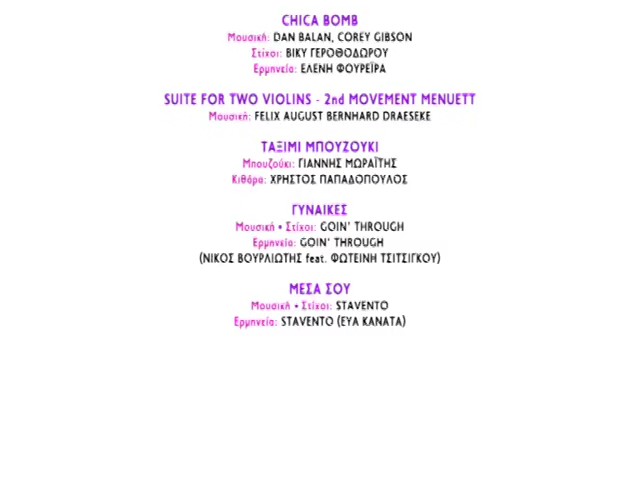 CHICA BOMB
Μουσική: DAN BALAN, COREY GIBSON
Στίχοι: ΒΙΚΥ ΓΕΡΟΘΟΔΩΡΟΥ
Ερμηνεία: ΕΛΕΝΗ ΦΟΥΡΕΪΡΑ
SUITE FOR TWO VIOLINS - 2nd MOVEMENT MENUETT
Μουσική: FELIX AUGUST BERNHARD DRAESEKE
ΤΑΞΙΜΙ ΜΠΟΥΖΟΥΚΙ
Μπουζούκι: ΓΙΑΝΝΗΣ ΜΩΡΑΪΤΗΣ
Κιθάρα: ΧΡΗΣΤΟΣ ΠΑΠΑΔΟΠΟΥΛΟΣ
ΓΥΝΑΙΚΕΣ
Μουσική • Στίχοι: GOIN' THROUGH
Ερμηνεία: GOIN' THROUGH
(ΝΙΚΟΣ ΒΟΥΡΛΙΩΤΗΣ feat. ΦΩΤΕΙΝΗ ΤΣΙΤΣΙΓΚΟΥ)
ΜΕΣΑ ΣΟΥ
Μουσική • Στίχοι: STAVENTO
Ερμηνεία: STAVENTO (ΕΥΑ ΚΑΝΑΤΑ)